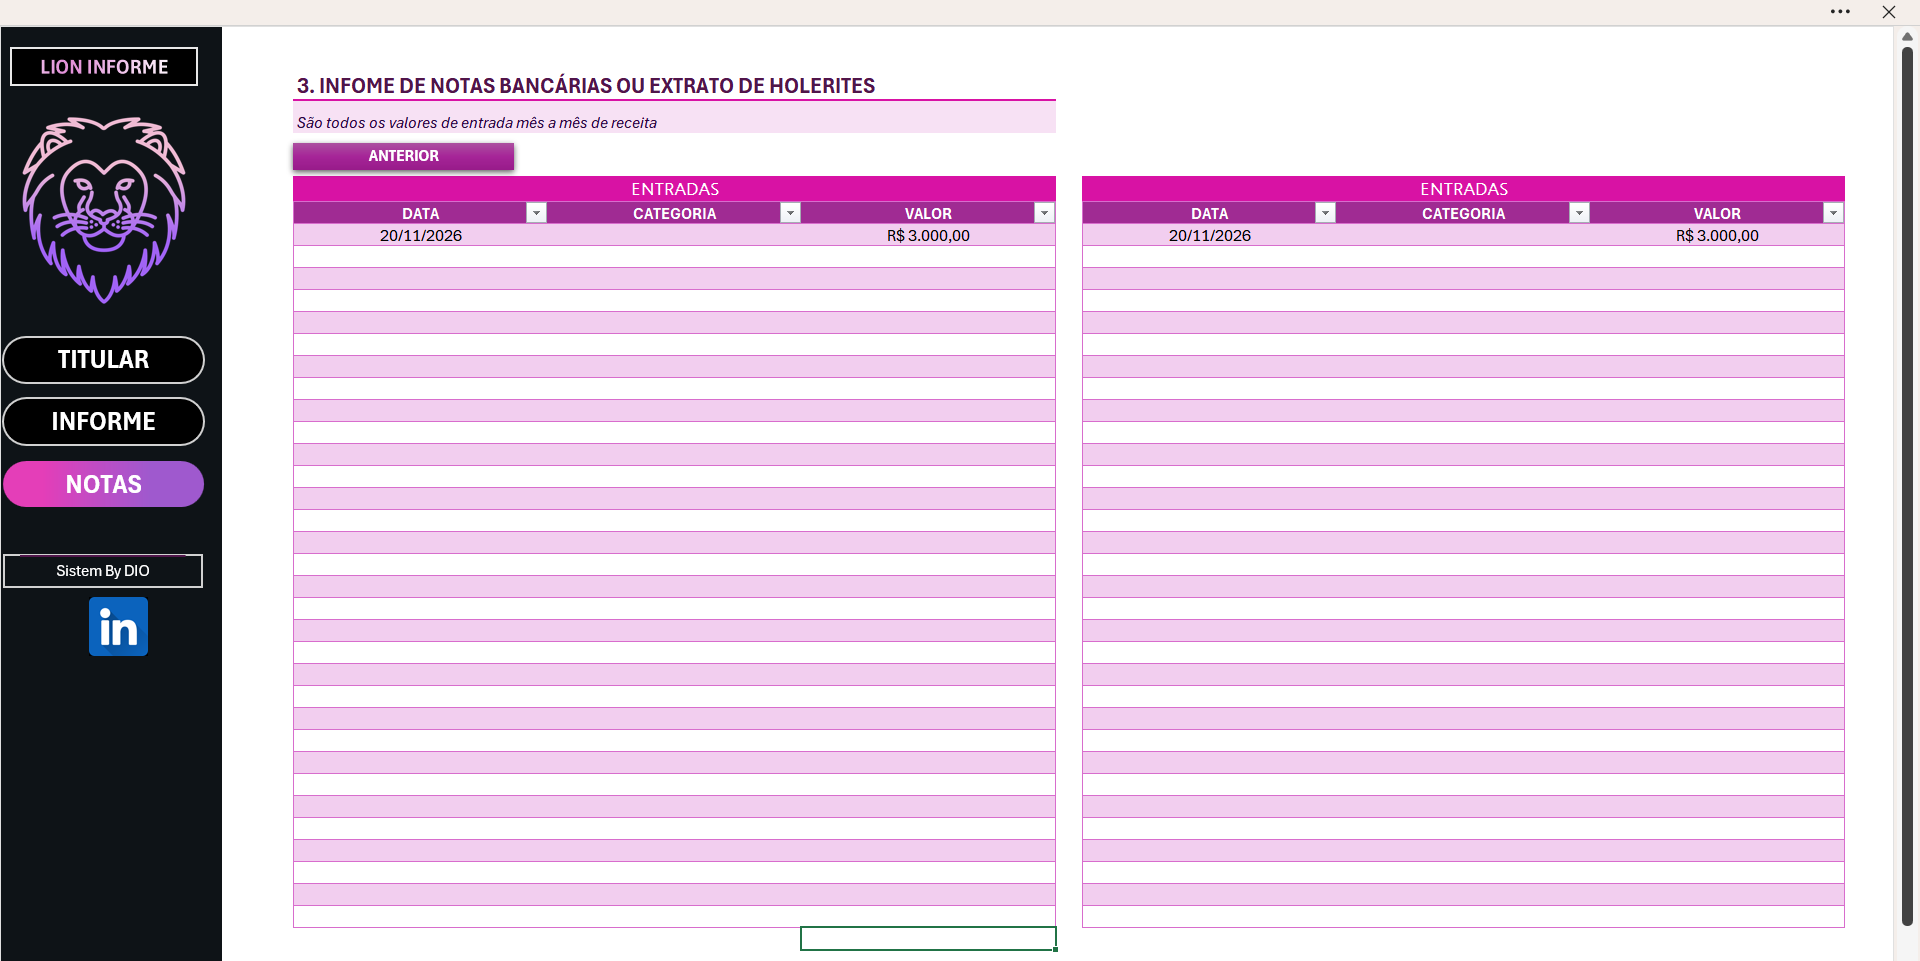 LION INFORME
TITULAR
INFORME
NOTAS
Sistem By DIO
in
3. INFOME DE NOTAS BANCÁRIAS OU EXTRATO DE HOLERITES
São todos os valores de entrada mês a mês de receita
ANTERIOR
ENTRADAS
DATA CATEGORIA VALOR
20/11/2026 R$ 3.000,00
ENTRADAS
DATA CATEGORIA VALOR
20/11/2026 R$ 3.000,00